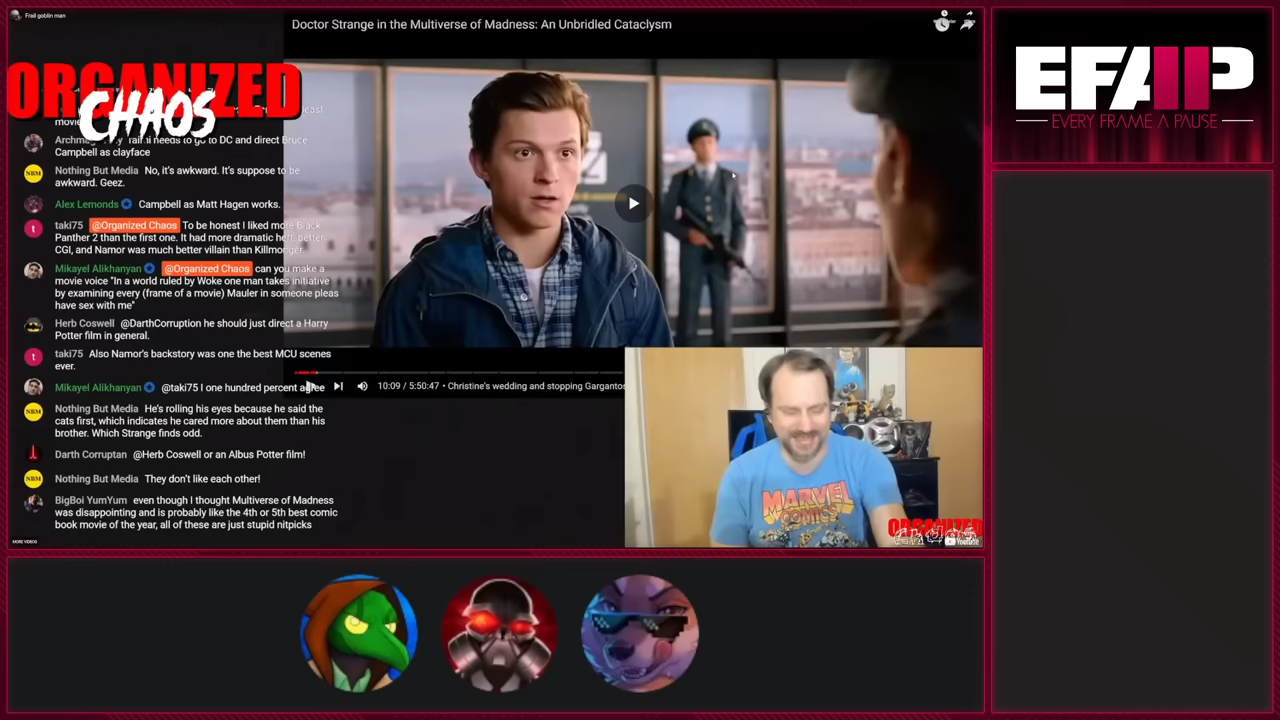 Frail goblin man
Doctor Strange in the Multiverse of Madness: An Unbridled Cataclysm
ORGANIZED
CHAOS
EFAP
EVERY FRAME A PAUSE
needs to go to DC and direct Bruce
Campbell as clayface
Nothing But Media No, it's awkward. It's suppose to be
awkward. Geez.
Alex Lemonds Campbell as Matt Hagen works.
taki75 @Organized Chaos To be honest I liked more Black
Panther 2 than the first one. It had more dramatic heft, better
CGI, and Namor was much better villain than Killmonger.
Mikayel Alikhanyan @Organized Chaos can you make a
movie voice "In a world ruled by Woke one man takes initiative
by examining every (frame of a movie) Mauler in someone pleas
have sex with me"
Herb Coswell @DarthCorruption he should just direct a Harry
Potter film in general.
taki75 Also Namor's backstory was one the best MCU scenes
ever.
Mikayel Alikhanyan @taki75 I one hundred percent agree
Nothing But Media He's rolling his eyes because he said the
cats first, which indicates he cared more about them than his
brother. Which Strange finds odd.
Darth Corruptan @Herb Coswell or an Albus Potter film!
Nothing But Media They don't like each other!
BigBoi YumYum even though I thought Multiverse of Madness
was disappointing and is probably like the 4th or 5th best comic
book movie of the year, all of these are just stupid nitpicks
10:09 / 5:50:47 • Christine's wedding and stopping Garganto
MARVEL
COMICS
ORGANIZED
YouTube
MORE VIDEOS